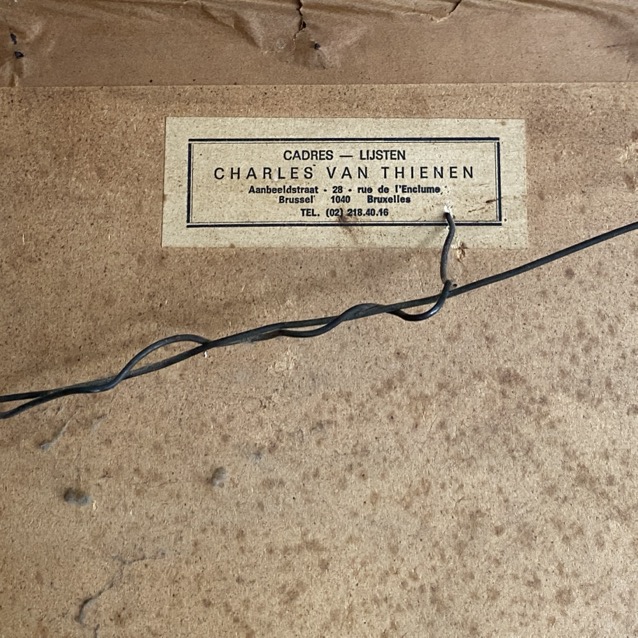 CADRES — LIJSTEN
CHARLES VAN THIENEN
Aanbeeldstraat - 28 - rue de l'Enclume
Brussel 1040 Bruxelles
TEL. (02) 218.40.16